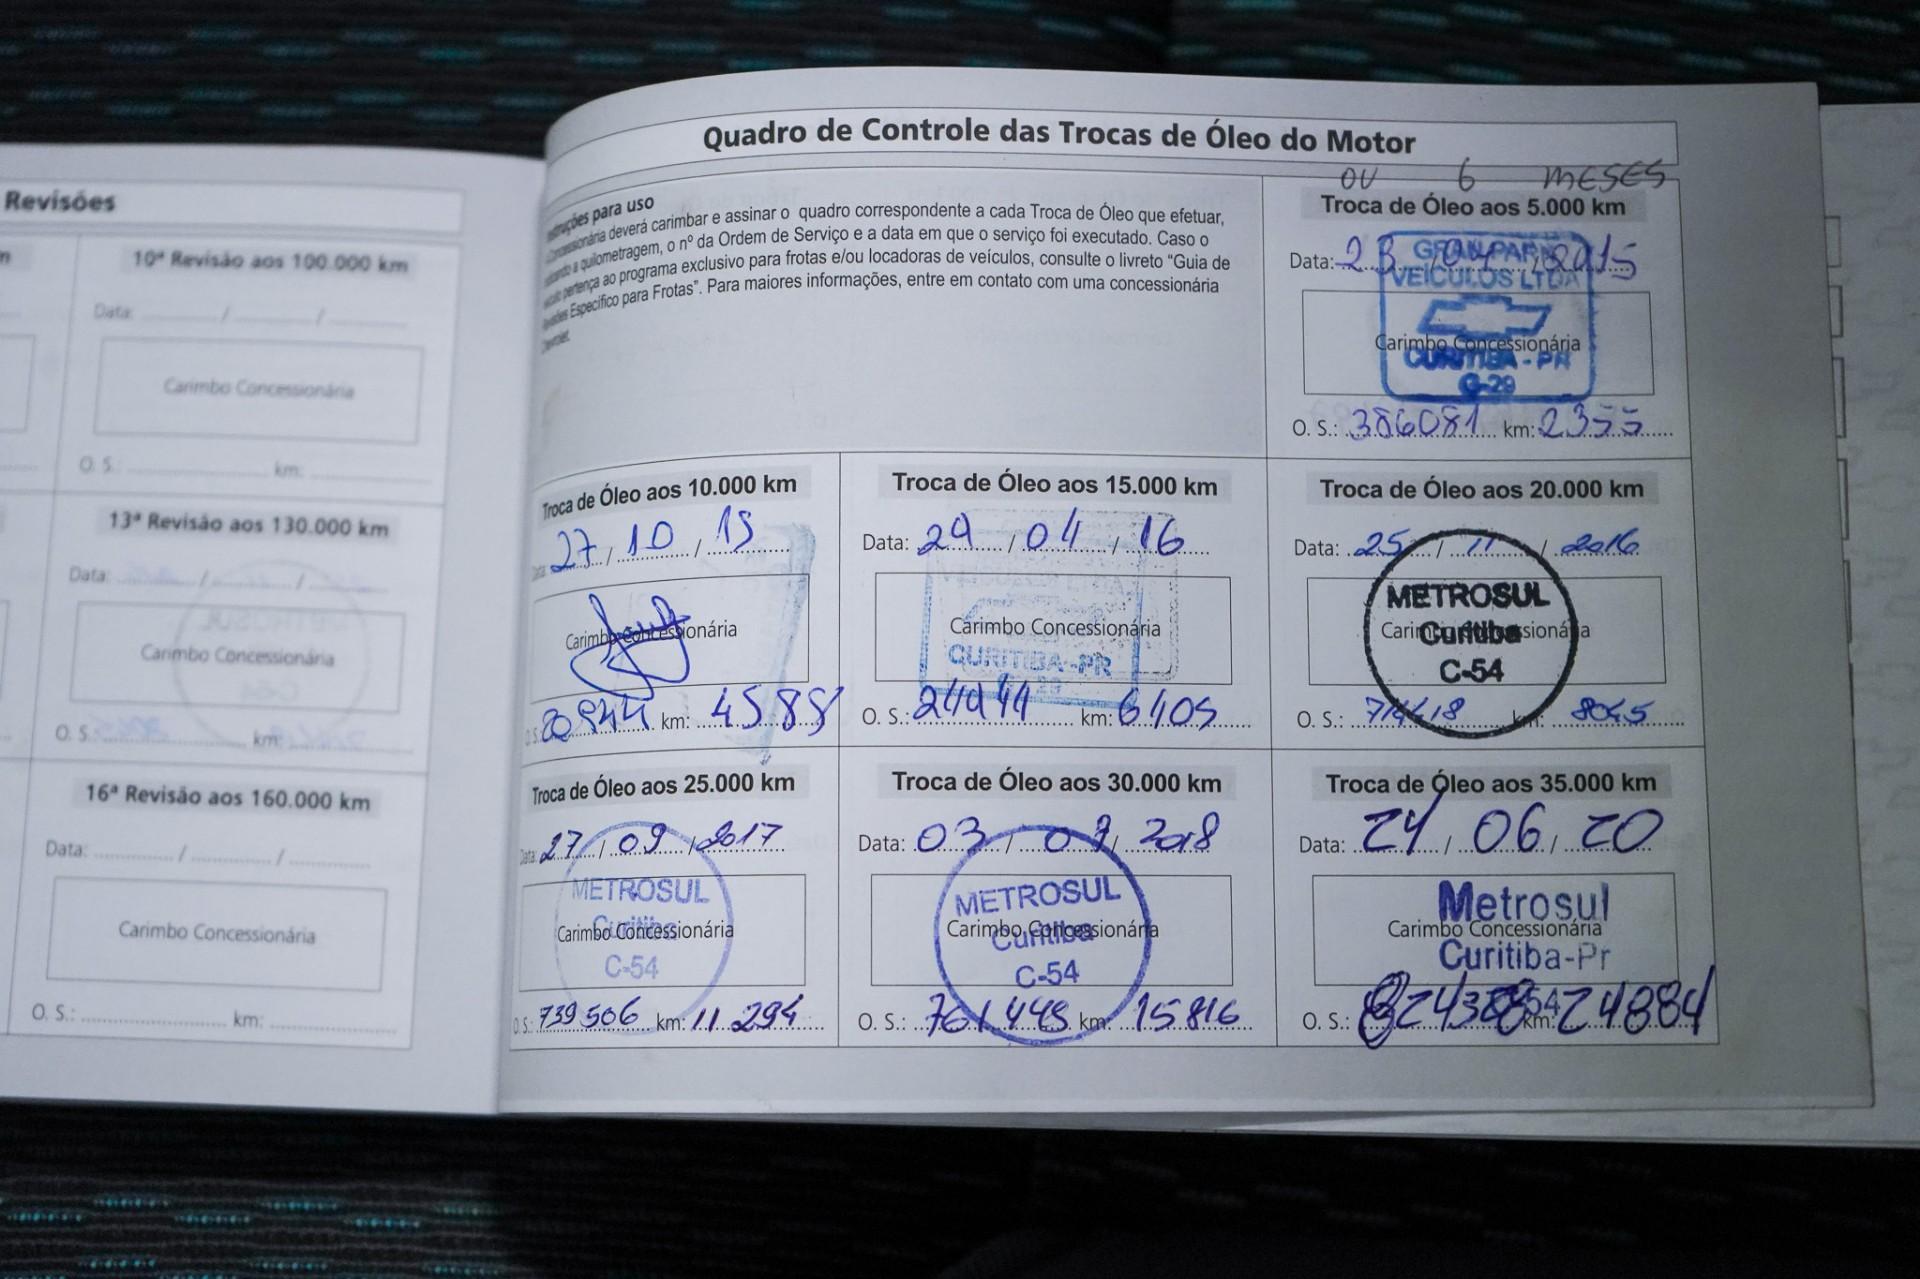 Revisões
10ª Revisão aos 100.000 km
Data: / /
Carimbo Concessionária
O. S.: km:
13ª Revisão aos 130.000 km
Data: / /
METROSUL
Carimbo Concessionária
O. S.: km:
16ª Revisão aos 160.000 km
Data: / /
Carimbo Concessionária
O. S.: km:
Quadro de Controle das Trocas de Óleo do Motor
para uso
deverá carimbar e assinar o quadro correspondente a cada Troca de Óleo que efetuar,
a quilometragem, o nº da Ordem de Serviço e a data em que o serviço foi executado. Caso o
pertença ao programa exclusivo para frotas e/ou locadoras de veículos, consulte o livreto "Guia de
Específico para Frotas". Para maiores informações, entre em contato com uma concessionária
OU 6 MESES
Troca de Óleo aos 5.000 km
Data: / 2015
VEÍCULOS LTDA
Carimbo Concessionária
CURITIBA - PR
G-29
O. S.: 386081 km: 2355
Troca de Óleo aos 10.000 km
27 / 10 / 15
Carimbo Concessionária
km: 4588
Troca de Óleo aos 15.000 km
Data: 29 / 04 / 16
Carimbo Concessionária
CURITIBA-PR
O. S.: km: 6405
Troca de Óleo aos 20.000 km
Data: 25 / 11 / 2016
METROSUL
Carimbo Concessionária
Curitiba
C-54
O. S.: km: 8045
Troca de Óleo aos 25.000 km
27 / 09 / 2017
METROSUL
Curitiba
Carimbo Concessionária
C-54
739506 km: 11 294
Troca de Óleo aos 30.000 km
Data: 03 / / 2018
METROSUL
Carimbo Concessionária
Curitiba
C-54
O. S.: 761448 km: 15816
Troca de Óleo aos 35.000 km
Data: 24 / 06 / 20
Metrosul
Carimbo Concessionária
Curitiba-Pr
O. S.: km: 24884